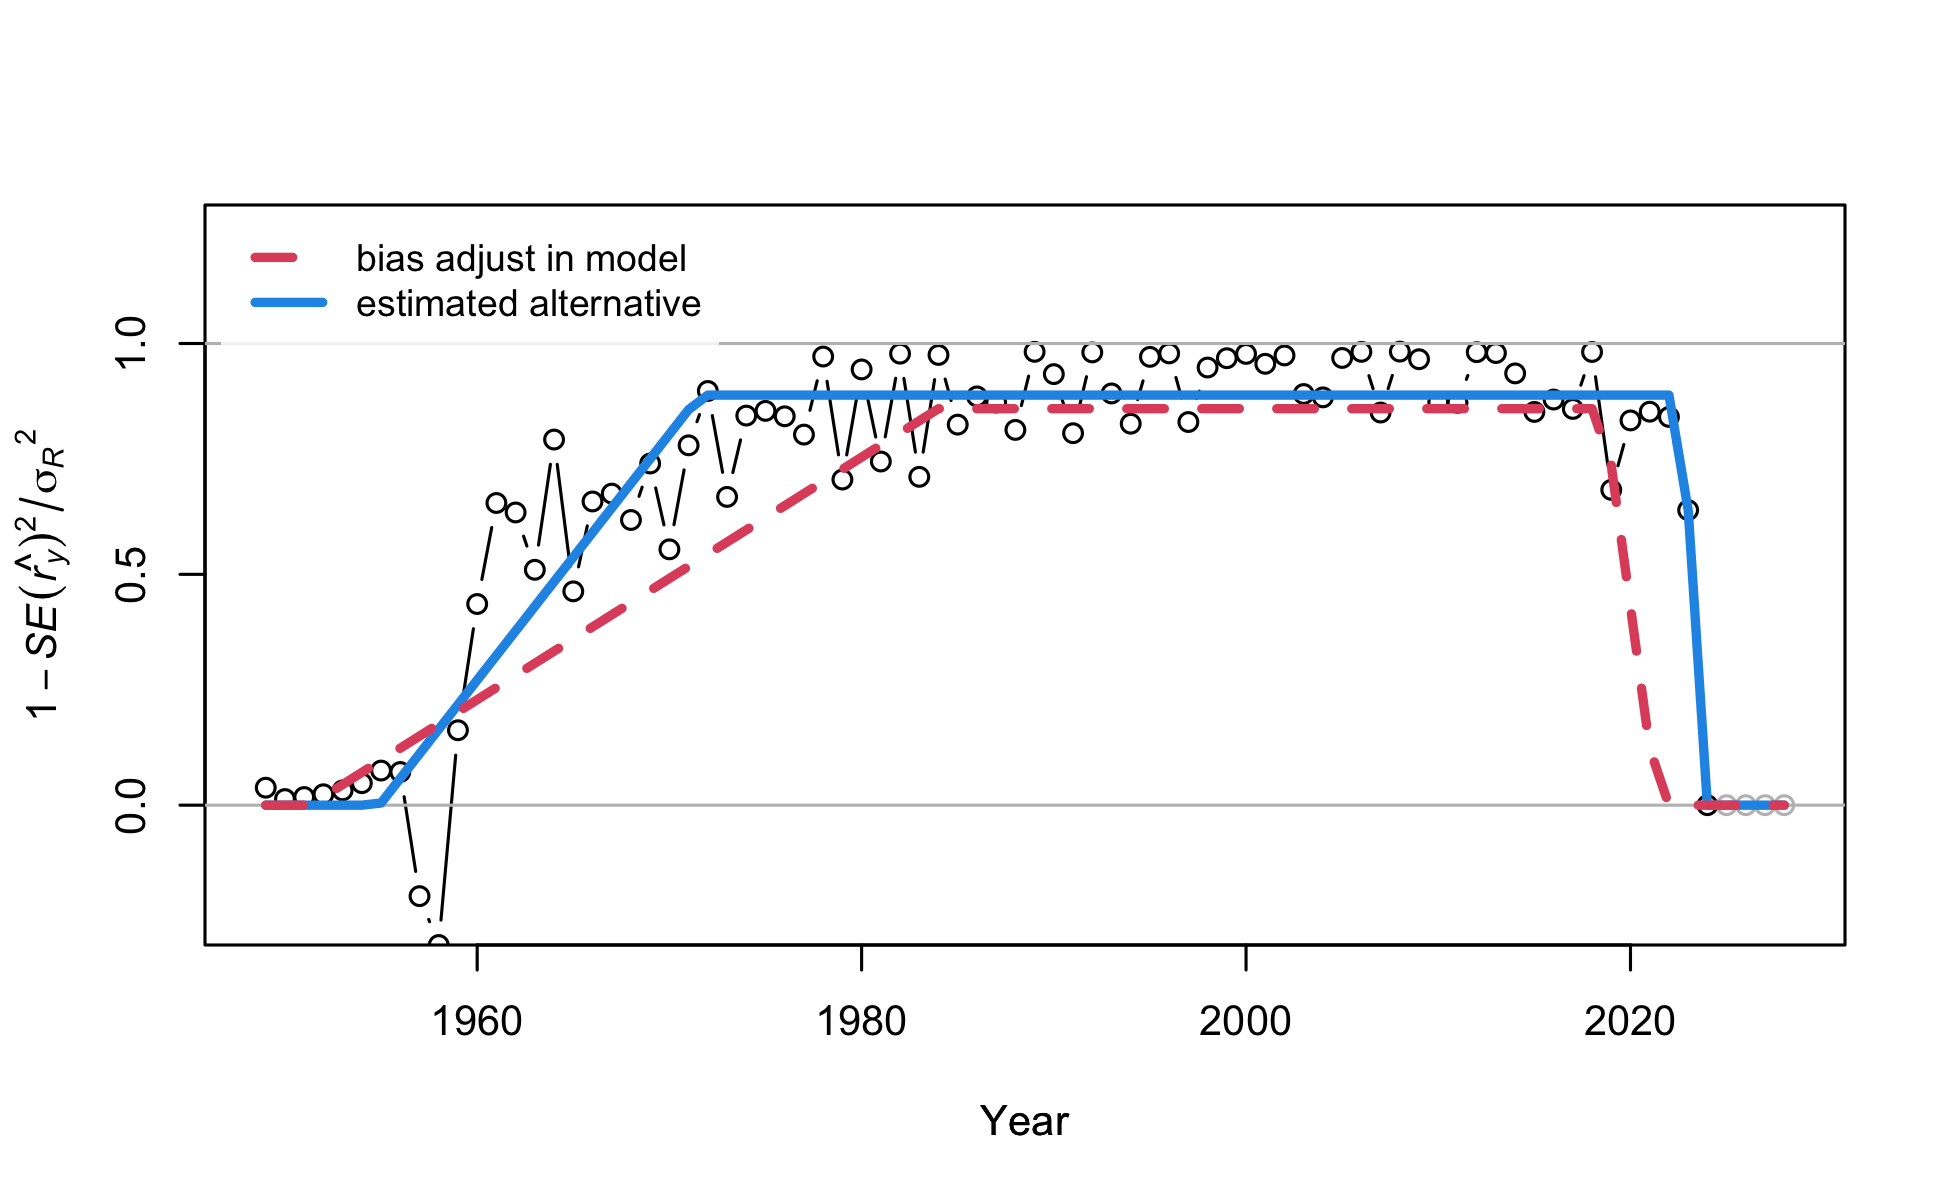 bias adjust in model
estimated alternative
1 − SE(r̂y)² / σR²
1.0
0.5
0.0
1960 1980 2000 2020
Year